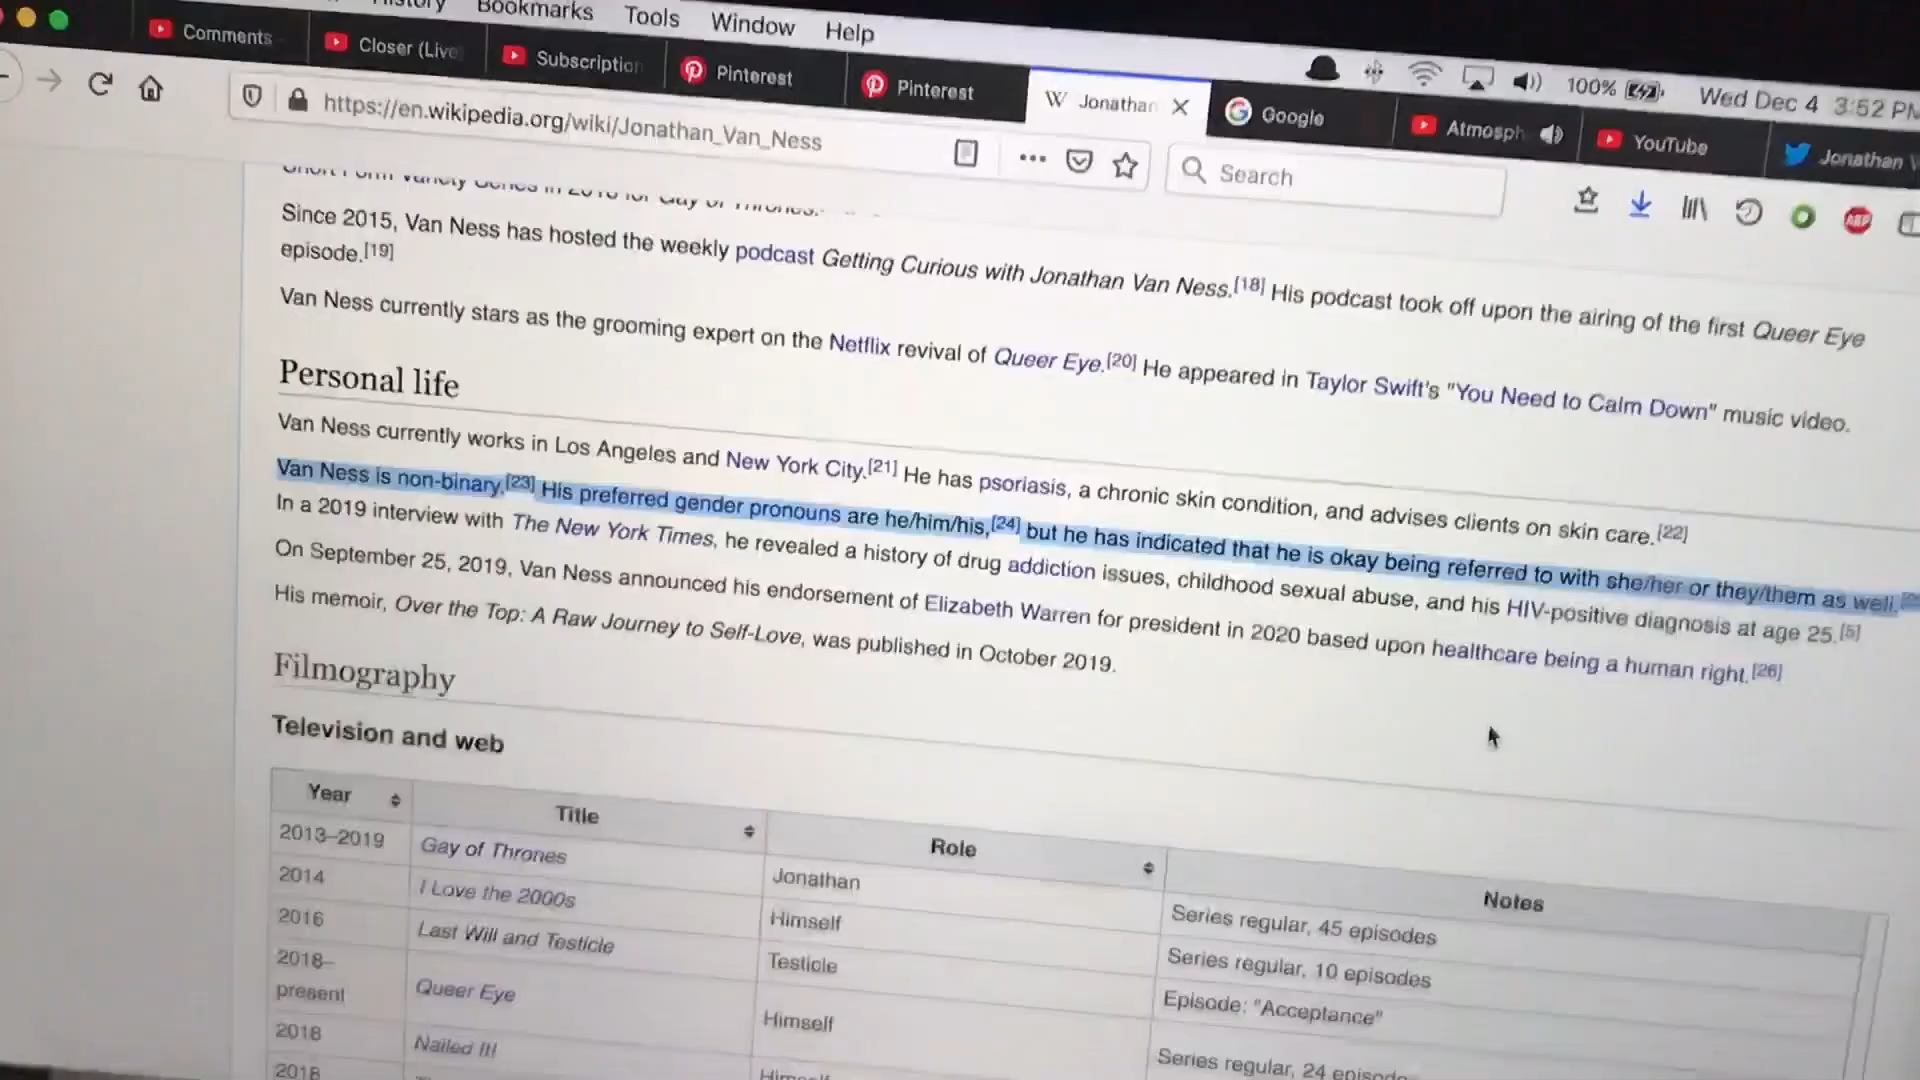 History Bookmarks Tools Window Help
100% Wed Dec 4 3:52 PM
Comments Closer (Live Subscription Pinterest Pinterest W Jonathan Google Atmosph YouTube Jonathan V
https://en.wikipedia.org/wiki/Jonathan_Van_Ness Search ABP
Short Form Variety Series in 2018 for Gay of Thrones.
Since 2015, Van Ness has hosted the weekly podcast Getting Curious with Jonathan Van Ness.[18] His podcast took off upon the airing of the first Queer Eye
episode.[19]
Van Ness currently stars as the grooming expert on the Netflix revival of Queer Eye.[20] He appeared in Taylor Swift's "You Need to Calm Down" music video.
Personal life
Van Ness currently works in Los Angeles and New York City.[21] He has psoriasis, a chronic skin condition, and advises clients on skin care.[22]
Van Ness is non-binary.[23] His preferred gender pronouns are he/him/his,[24] but he has indicated that he is okay being referred to with she/her or they/them as well.
In a 2019 interview with The New York Times, he revealed a history of drug addiction issues, childhood sexual abuse, and his HIV-positive diagnosis at age 25.[5]
On September 25, 2019, Van Ness announced his endorsement of Elizabeth Warren for president in 2020 based upon healthcare being a human right.[26]
His memoir, Over the Top: A Raw Journey to Self-Love, was published in October 2019.
Filmography
Television and web
Year Title Role Notes
2013–2019 Gay of Thrones Jonathan Series regular, 45 episodes
2014 I Love the 2000s Himself Series regular, 10 episodes
2016 Last Will and Testicle Testicle Episode: "Acceptance"
2018–
present Queer Eye Himself Series regular, 24 episodes
2018 Nailed It!
2018 Himself